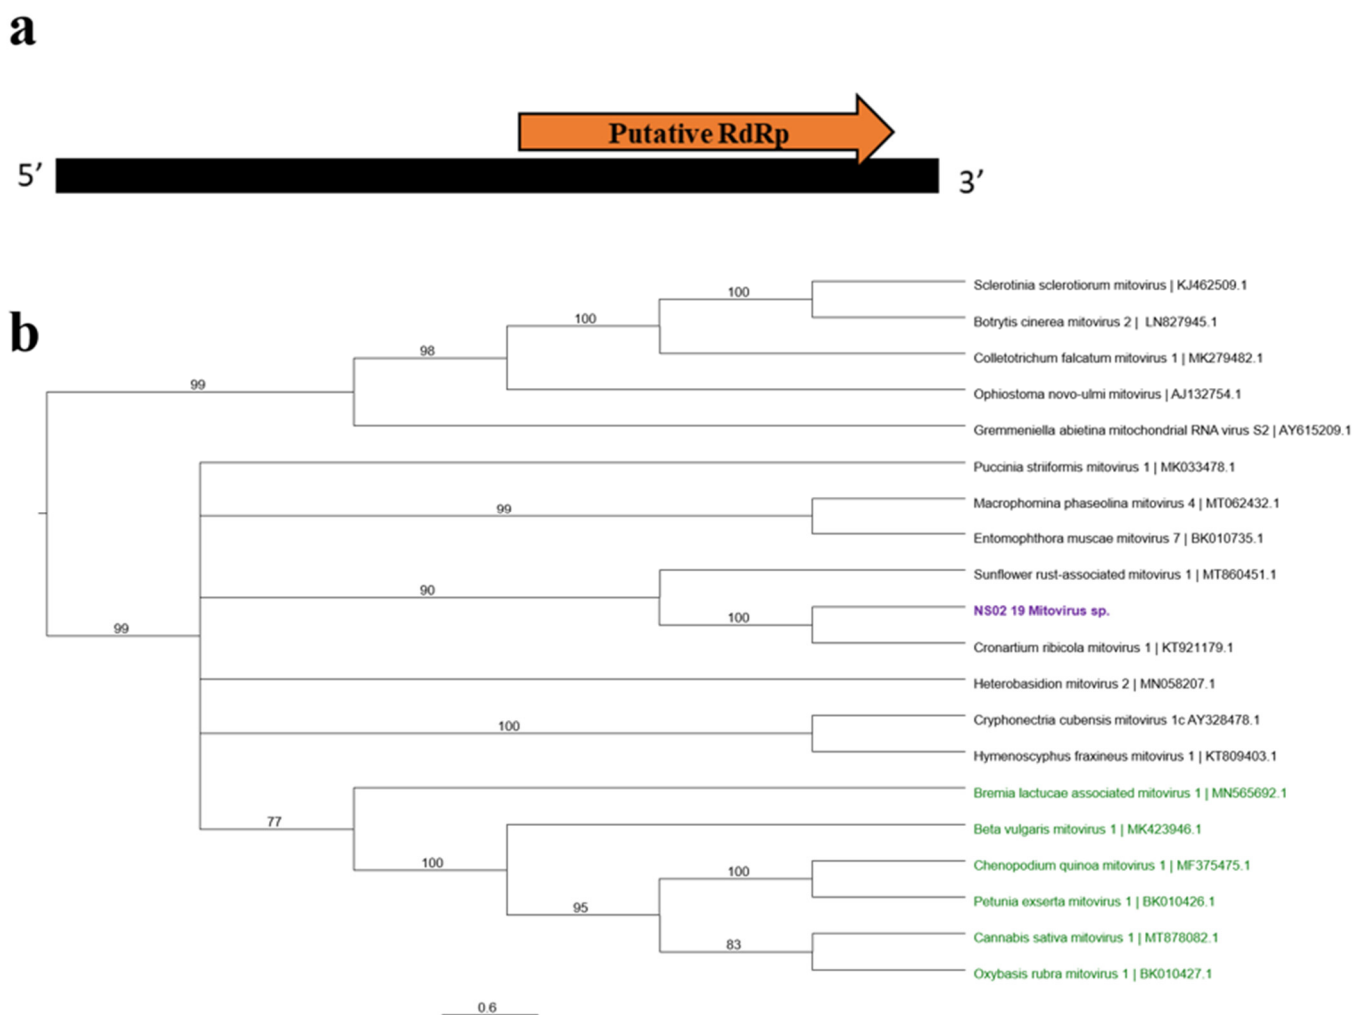 a
Putative RdRp
5′
3′
b
100
Sclerotinia sclerotiorum mitovirus | KJ462509.1
100
Botrytis cinerea mitovirus 2 | LN827945.1
98
Colletotrichum falcatum mitovirus 1 | MK279482.1
99
Ophiostoma novo-ulmi mitovirus | AJ132754.1
Gremmeniella abietina mitochondrial RNA virus S2 | AY615209.1
Puccinia striiformis mitovirus 1 | MK033478.1
99
Macrophomina phaseolina mitovirus 4 | MT062432.1
Entomophthora muscae mitovirus 7 | BK010735.1
90
Sunflower rust-associated mitovirus 1 | MT860451.1
100
NS02 19 Mitovirus sp.
99
Cronartium ribicola mitovirus 1 | KT921179.1
Heterobasidion mitovirus 2 | MN058207.1
100
Cryphonectria cubensis mitovirus 1c AY328478.1
Hymenoscyphus fraxineus mitovirus 1 | KT809403.1
Bremia lactucae associated mitovirus 1 | MN565692.1
77
Beta vulgaris mitovirus 1 | MK423946.1
100
100
Chenopodium quinoa mitovirus 1 | MF375475.1
95
Petunia exserta mitovirus 1 | BK010426.1
83
Cannabis sativa mitovirus 1 | MT878082.1
Oxybasis rubra mitovirus 1 | BK010427.1
0.6